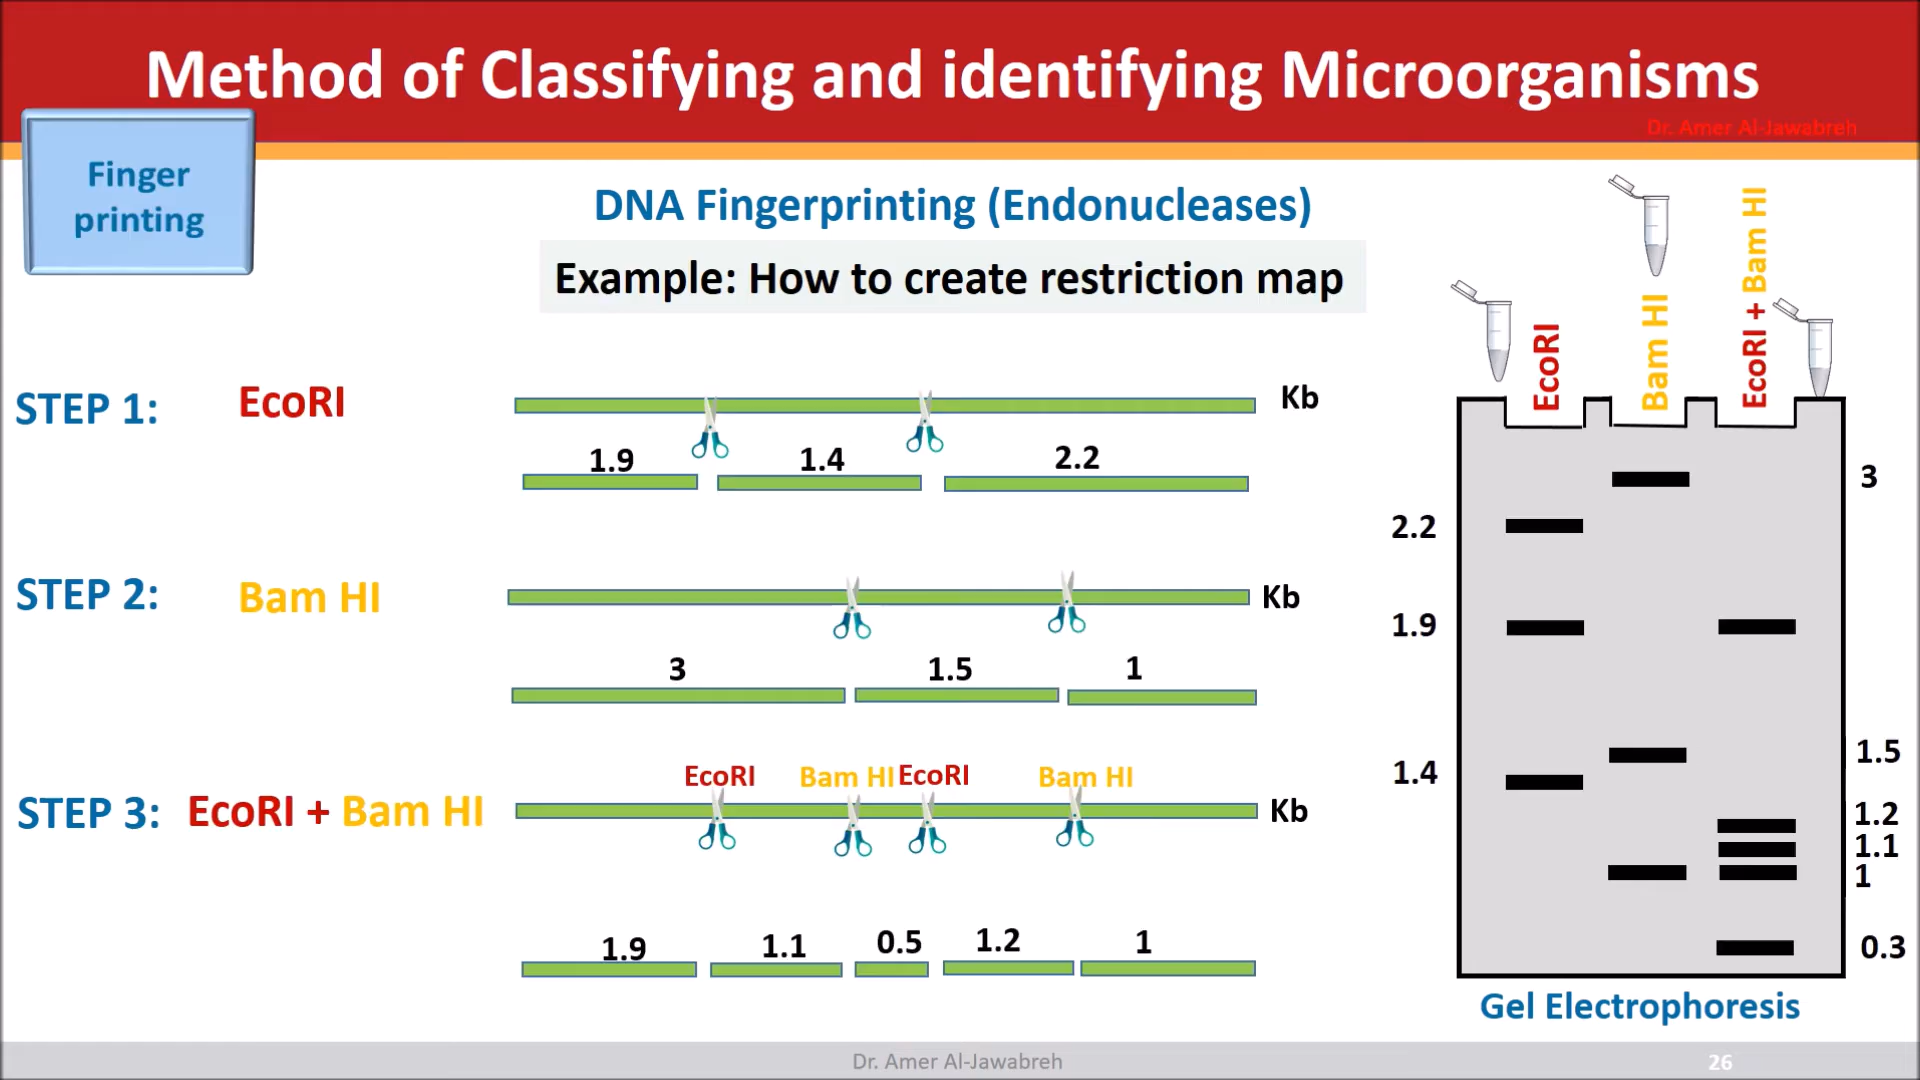 Method of Classifying and identifying Microorganisms
Dr. Amer Al-Jawabreh
Finger
printing
DNA Fingerprinting (Endonucleases)
Example: How to create restriction map
STEP 1:
EcoRI
Kb
1.9
1.4
2.2
STEP 2:
Bam HI
Kb
3
1.5
1
STEP 3:
EcoRI + Bam HI
EcoRI
Bam HI
EcoRI
Bam HI
Kb
1.9
1.1
0.5
1.2
1
EcoRI
Bam HI
EcoRI + Bam HI
3
2.2
1.9
1.5
1.4
1.2
1.1
1
0.3
Gel Electrophoresis
Dr. Amer Al-Jawabreh
26